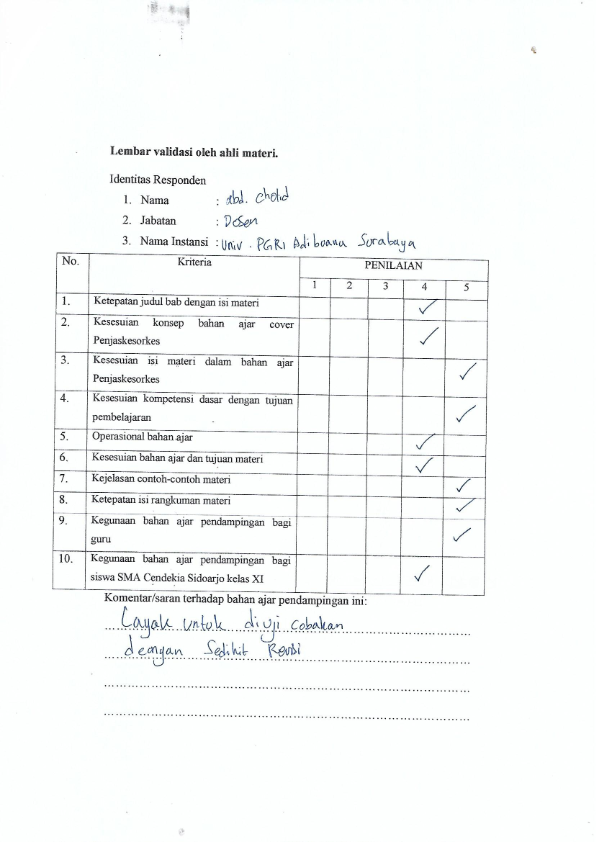 Lembar validasi oleh ahli materi.
Identitas Responden
1. Nama : Abd. Cholid
2. Jabatan : Dosen
3. Nama Instansi : Univ. PGRI Adi buana Surabaya
No. Kriteria PENILAIAN
1 2 3 4 5
1. Ketepatan judul bab dengan isi materi ✓
2. Kesesuian konsep bahan ajar cover
Penjaskesorkes ✓
3. Kesesuian isi materi dalam bahan ajar
Penjaskesorkes ✓
4. Kesesuian kompetensi dasar dengan tujuan
pembelajaran ✓
5. Operasional bahan ajar ✓
6. Kesesuian bahan ajar dan tujuan materi ✓
7. Kejelasan contoh-contoh materi ✓
8. Ketepatan isi rangkuman materi ✓
9. Kegunaan bahan ajar pendampingan bagi
guru ✓
10. Kegunaan bahan ajar pendampingan bagi
siswa SMA Cendekia Sidoarjo kelas XI ✓
Komentar/saran terhadap bahan ajar pendampingan ini:
Layak untuk di uji cobakan
deengan Sedikit Revisi